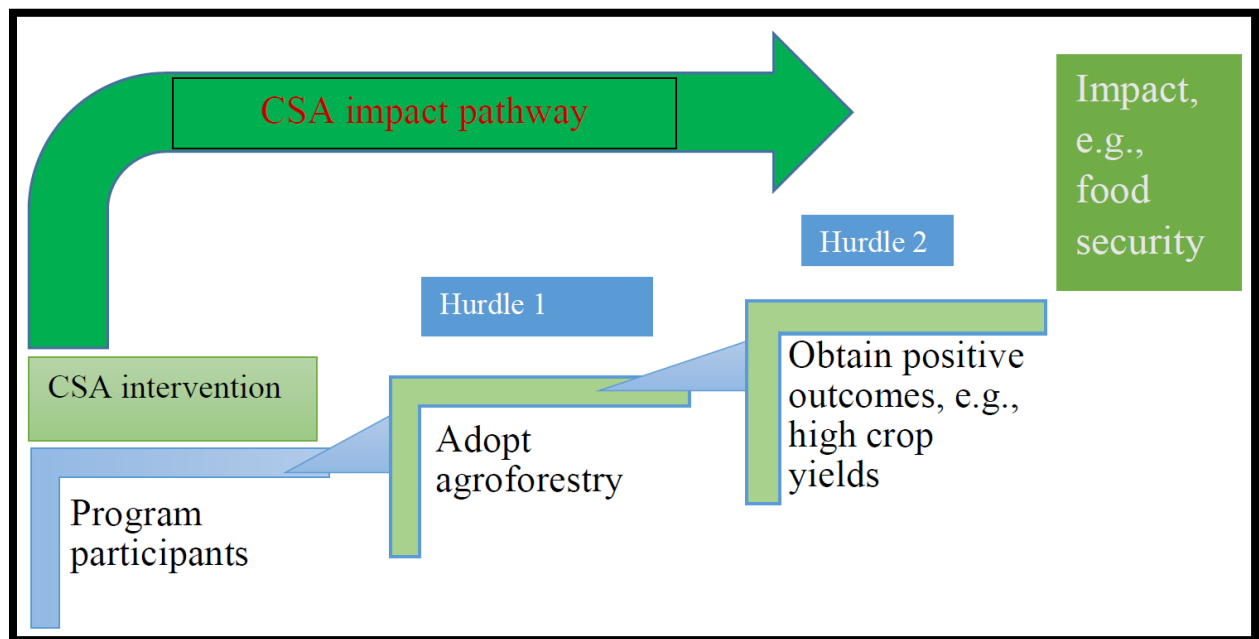 CSA impact pathway
Impact,
e.g.,
food
security
Hurdle 2
Hurdle 1
CSA intervention
Obtain positive
outcomes, e.g.,
high crop
yields
Adopt
agroforestry
Program
participants